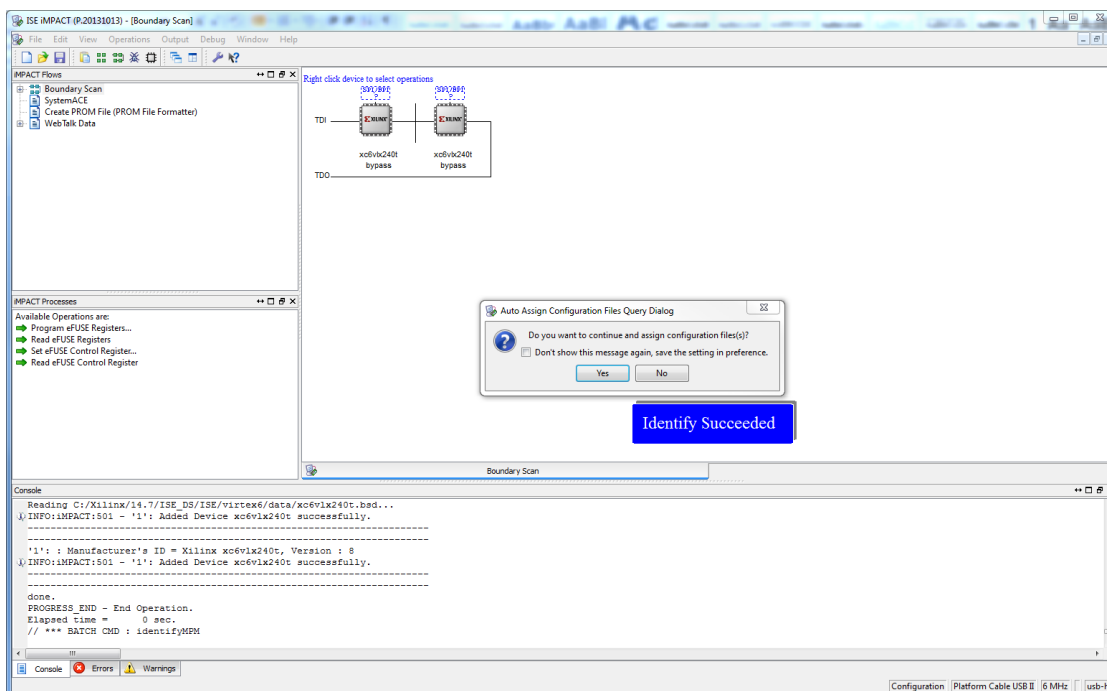 ISE iMPACT (P.20131013) - [Boundary Scan]
File Edit View Operations Output Debug Window Help
iMPACT Flows
Boundary Scan
SystemACE
Create PROM File (PROM File Formatter)
WebTalk Data
Right click device to select operations
TDI
XILINX XILINX
xc6vlx240t xc6vlx240t
bypass bypass
TDO
iMPACT Processes
Available Operations are:
Program eFUSE Registers...
Read eFUSE Registers
Set eFUSE Control Register...
Read eFUSE Control Register
Auto Assign Configuration Files Query Dialog
Do you want to continue and assign configuration files(s)?
Don't show this message again, save the setting in preference.
Yes No
Identify Succeeded
Boundary Scan
Console
Reading C:/Xilinx/14.7/ISE_DS/ISE/virtex6/data/xc6vlx240t.bsd...
INFO:iMPACT:501 - '1': Added Device xc6vlx240t successfully.
----------------------------------------------------------------------
----------------------------------------------------------------------
'1': : Manufacturer's ID = Xilinx xc6vlx240t, Version : 8
INFO:iMPACT:501 - '1': Added Device xc6vlx240t successfully.
----------------------------------------------------------------------
----------------------------------------------------------------------
done.
PROGRESS_END - End Operation.
Elapsed time = 0 sec.
// *** BATCH CMD : identifyMPM
Console Errors Warnings
Configuration Platform Cable USB II 6 MHz usb-h